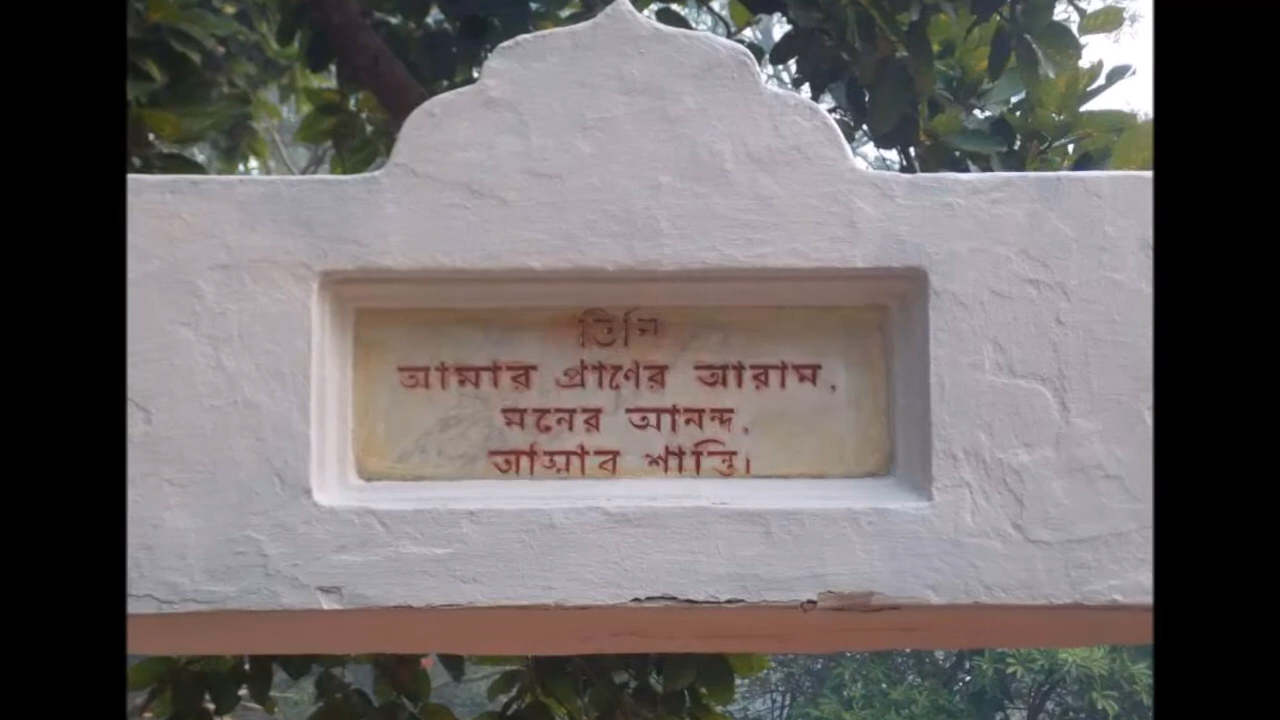 তিনি
আমার প্রাণের আরাম,
মনের আনন্দ,
আত্মার শান্তি।